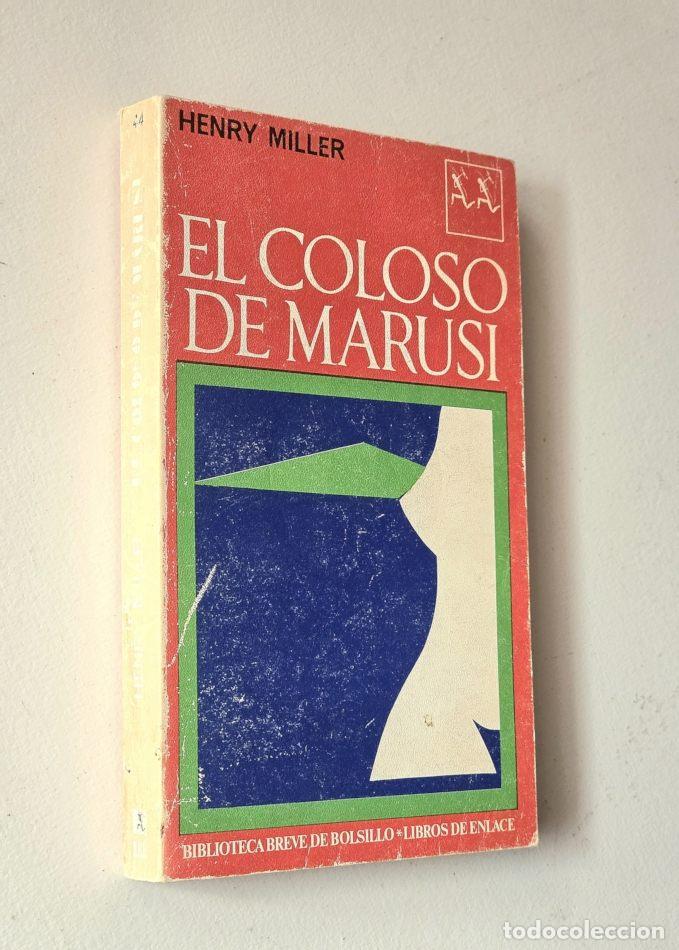 HENRY MILLER
EL COLOSO
DE MARUSI
BIBLIOTECA BREVE DE BOLSILLO * LIBROS DE ENLACE
44
todocoleccion